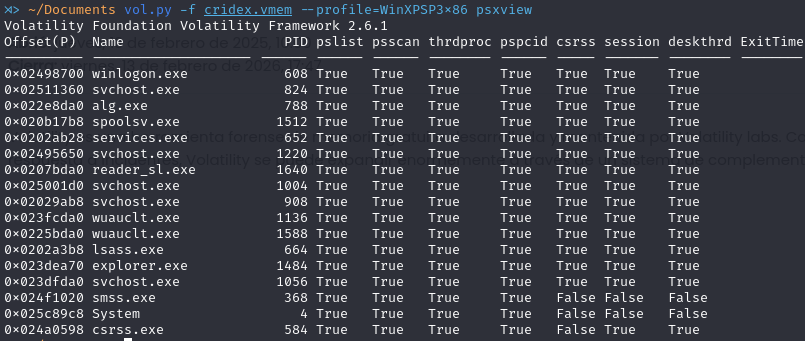 ~/Documents vol.py -f cridex.vmem --profile=WinXPSP3×86 psxview
Volatility Foundation Volatility Framework 2.6.1
Offset(P) Name PID pslist psscan thrdproc pspcid csrss session deskthrd ExitTime
0×02498700 winlogon.exe 608 True True True True True True True
0×02511360 svchost.exe 824 True True True True True True True
0×022e8da0 alg.exe 788 True True True True True True True
0×020b17b8 spoolsv.exe 1512 True True True True True True True
0×0202ab28 services.exe 652 True True True True True True True
0×02495650 svchost.exe 1220 True True True True True True True
0×0207bda0 reader_sl.exe 1640 True True True True True True True
0×025001d0 svchost.exe 1004 True True True True True True True
0×02029ab8 svchost.exe 908 True True True True True True True
0×023fcda0 wuauclt.exe 1136 True True True True True True True
0×0225bda0 wuauclt.exe 1588 True True True True True True True
0×0202a3b8 lsass.exe 664 True True True True True True True
0×023dea70 explorer.exe 1484 True True True True True True True
0×023dfda0 svchost.exe 1056 True True True True True True True
0×024f1020 smss.exe 368 True True True True False False False
0×025c89c8 System 4 True True True True False False False
0×024a0598 csrss.exe 584 True True True True False True True